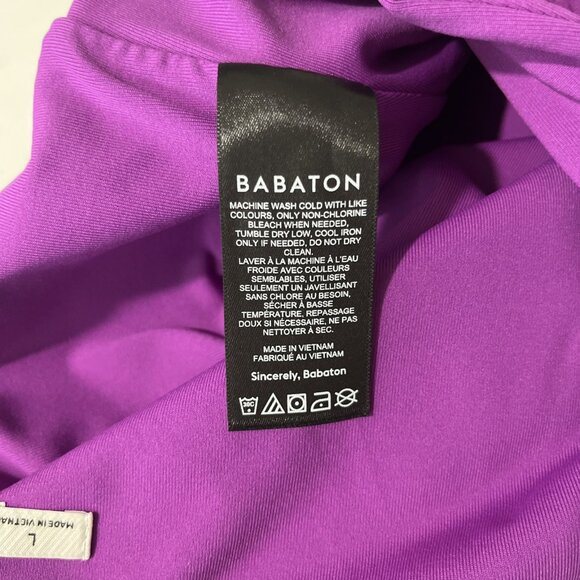 BABATON
MACHINE WASH COLD WITH LIKE
COLOURS, ONLY NON-CHLORINE
BLEACH WHEN NEEDED,
TUMBLE DRY LOW, COOL IRON
ONLY IF NEEDED, DO NOT DRY
CLEAN.
LAVER À LA MACHINE À L'EAU
FROIDE AVEC COULEURS
SEMBLABLES, UTILISER
SEULEMENT UN JAVELLISANT
SANS CHLORE AU BESOIN,
SÉCHER À BASSE
TEMPÉRATURE, REPASSAGE
DOUX SI NÉCESSAIRE, NE PAS
NETTOYER À SEC.
MADE IN VIETNAM
FABRIQUÉ AU VIETNAM
Sincerely, Babaton
30C
L
MADE IN VIETNA